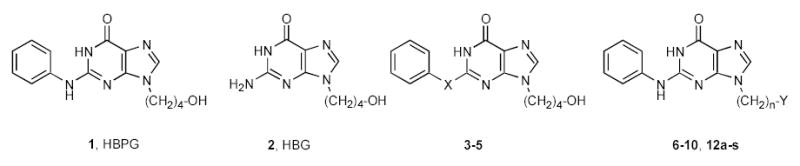 O
HN
N
N
H
N
N
(CH₂)₄-OH
1, HBPG
O
HN
N
H₂N
N
N
(CH₂)₄-OH
2, HBG
O
HN
N
X
N
N
(CH₂)₄-OH
3-5
O
HN
N
N
H
N
N
(CH₂)ₙ-Y
6-10, 12a-s